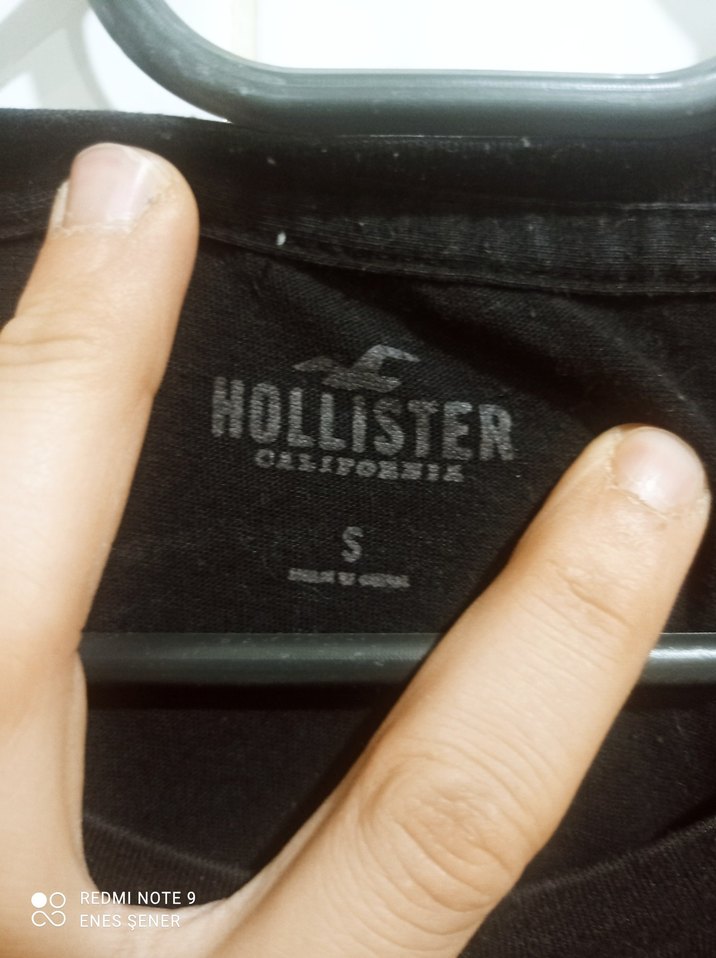 HOLLISTER
CALIFORNIA
S
REDMI NOTE 9
ENES ŞENER